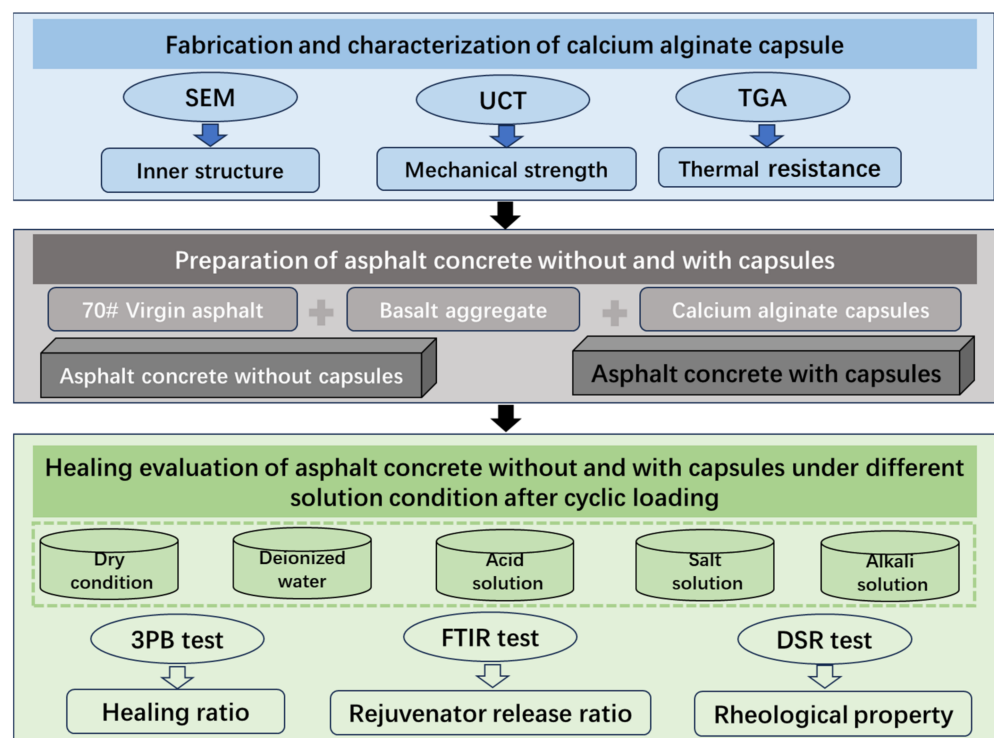 Fabrication and characterization of calcium alginate capsule
SEM
UCT
TGA
Inner structure
Mechanical strength
Thermal resistance
Preparation of asphalt concrete without and with capsules
70# Virgin asphalt
Basalt aggregate
Calcium alginate capsules
Asphalt concrete without capsules
Asphalt concrete with capsules
Healing evaluation of asphalt concrete without and with capsules under different
solution condition after cyclic loading
Dry
condition
Deionized
water
Acid
solution
Salt
solution
Alkali
solution
3PB test
FTIR test
DSR test
Healing ratio
Rejuvenator release ratio
Rheological property